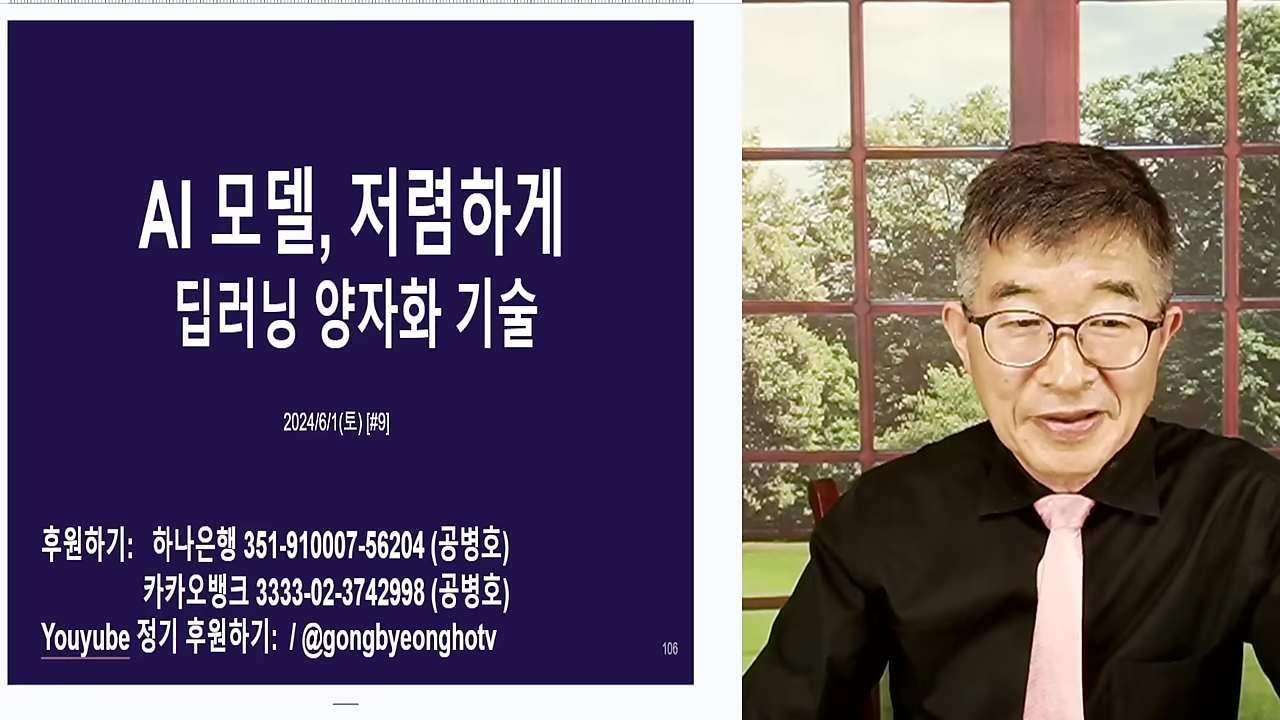 AI 모델, 저렴하게
딥러닝 양자화 기술
2024/6/1(토) [#9]
후원하기: 하나은행 351-910007-56204 (공병호)
카카오뱅크 3333-02-3742998 (공병호)
Youyube 정기 후원하기: / @gongbyeonghotv
106